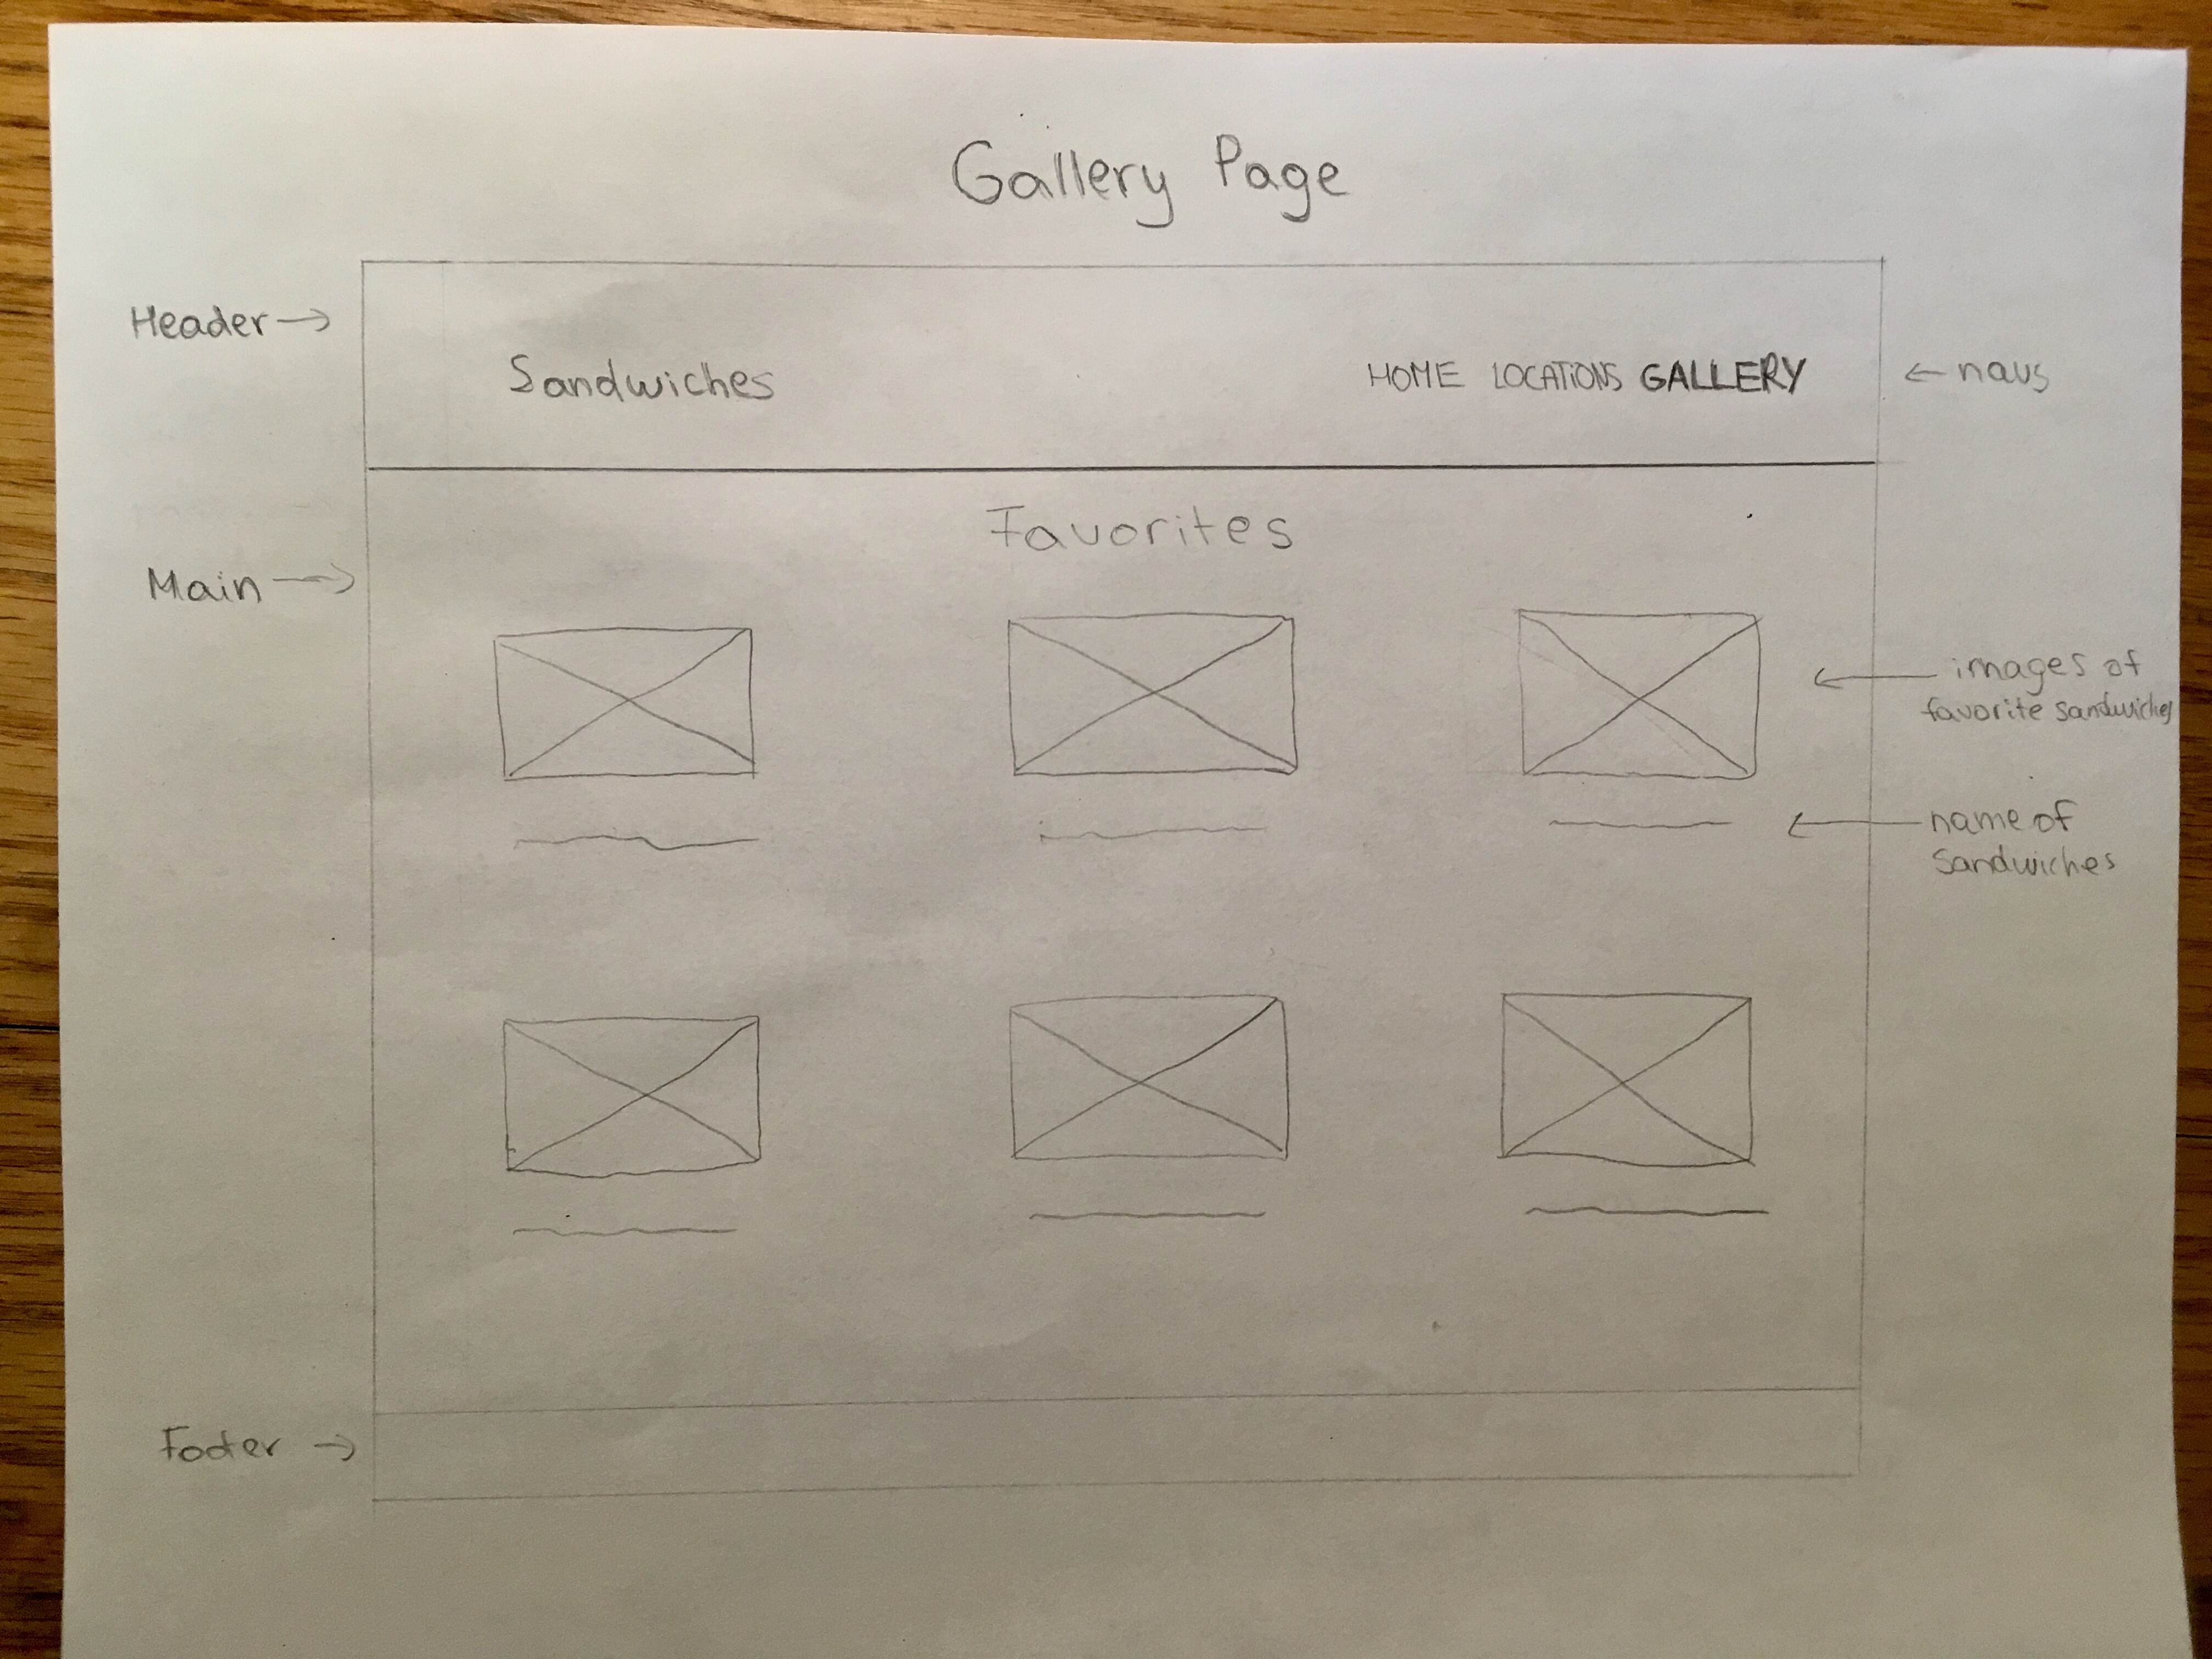 Gallery Page
Header
Sandwiches
HOME LOCATIONS GALLERY
navs
Favorites
Main
images of
favorite sandwiches
name of
sandwiches
Footer